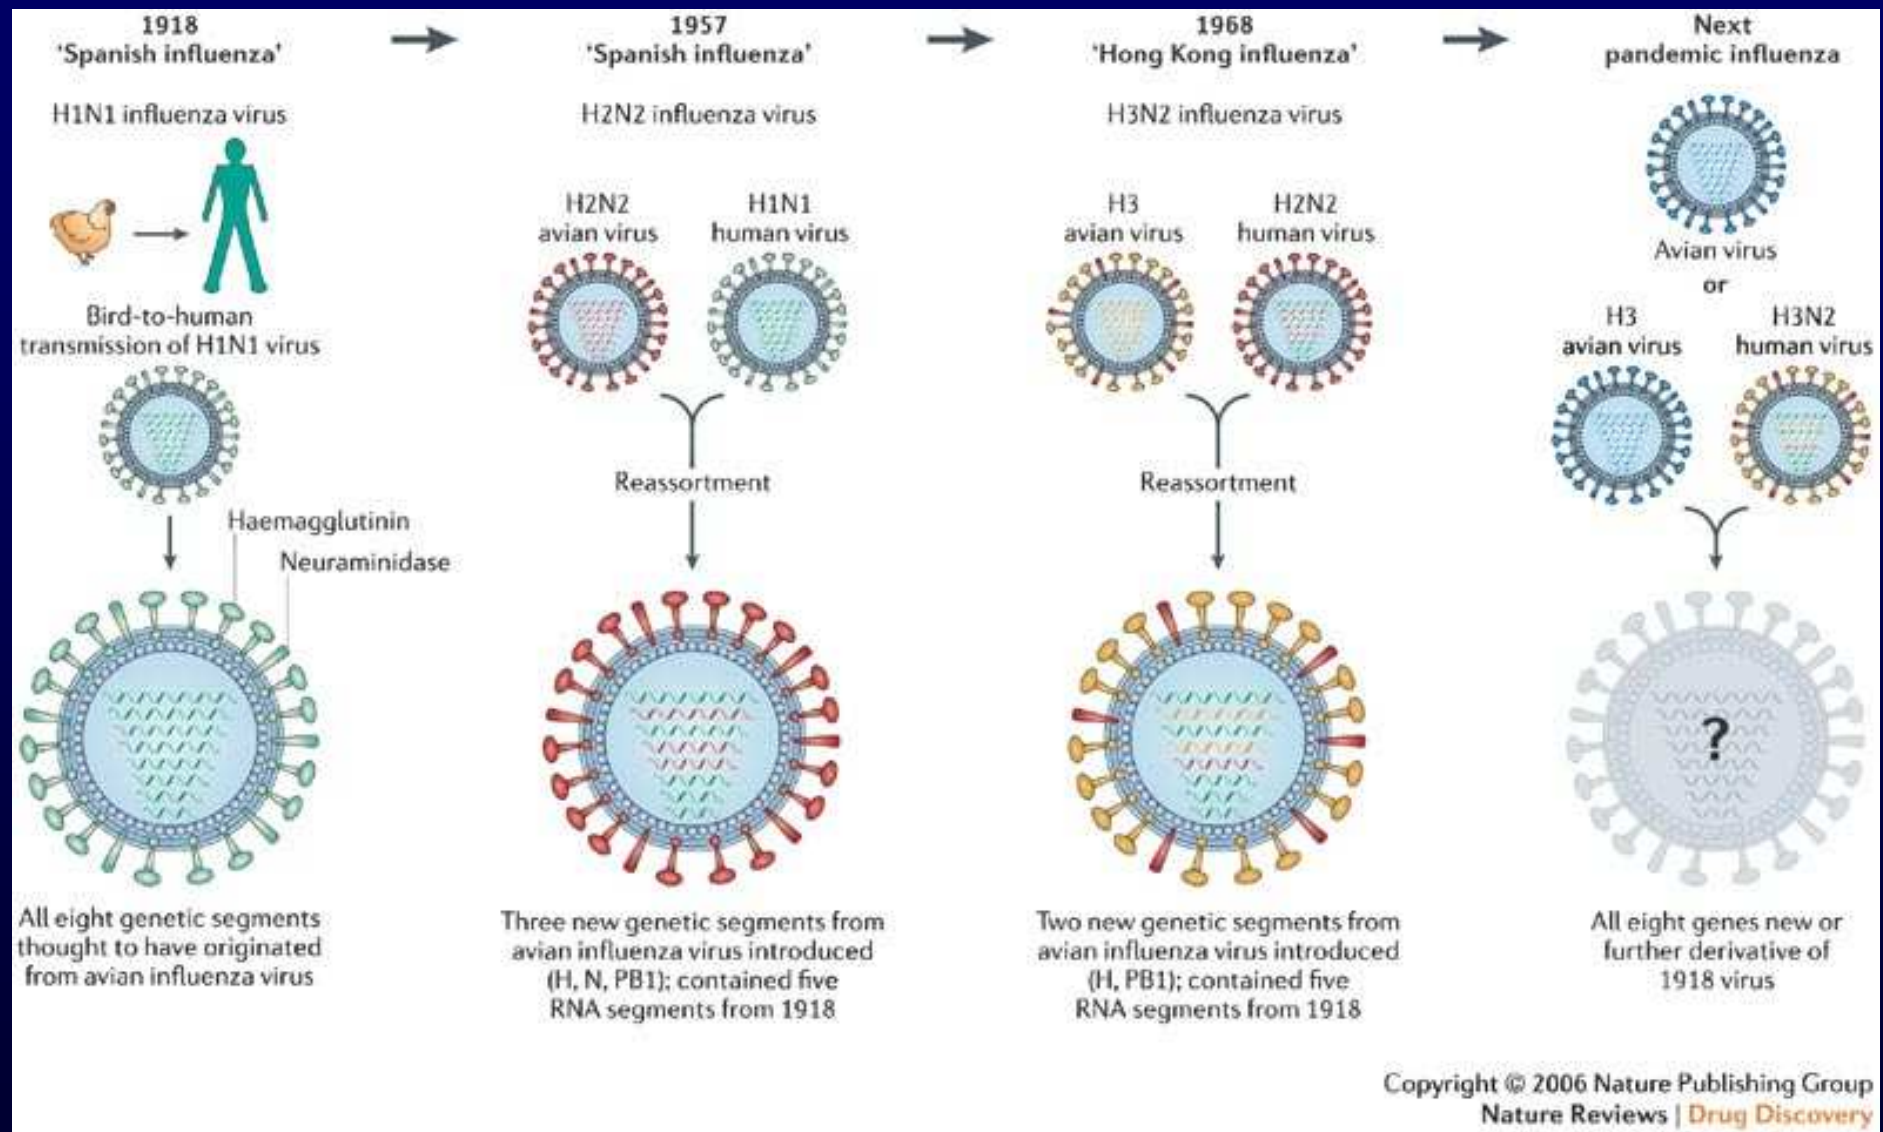 1918
‘Spanish influenza’
H1N1 influenza virus
Bird-to-human
transmission of H1N1 virus
Haemagglutinin
Neuraminidase
All eight genetic segments
thought to have originated
from avian influenza virus
1957
‘Spanish influenza’
H2N2 influenza virus
H2N2
avian virus
H1N1
human virus
Reassortment
Three new genetic segments from
avian influenza virus introduced
(H, N, PB1); contained five
RNA segments from 1918
1968
‘Hong Kong influenza’
H3N2 influenza virus
H3
avian virus
H2N2
human virus
Reassortment
Two new genetic segments from
avian influenza virus introduced
(H, PB1); contained five
RNA segments from 1918
Next
pandemic influenza
Avian virus
or
H3
avian virus
H3N2
human virus
?
All eight genes new or
further derivative of
1918 virus
Copyright © 2006 Nature Publishing Group
Nature Reviews | Drug Discovery